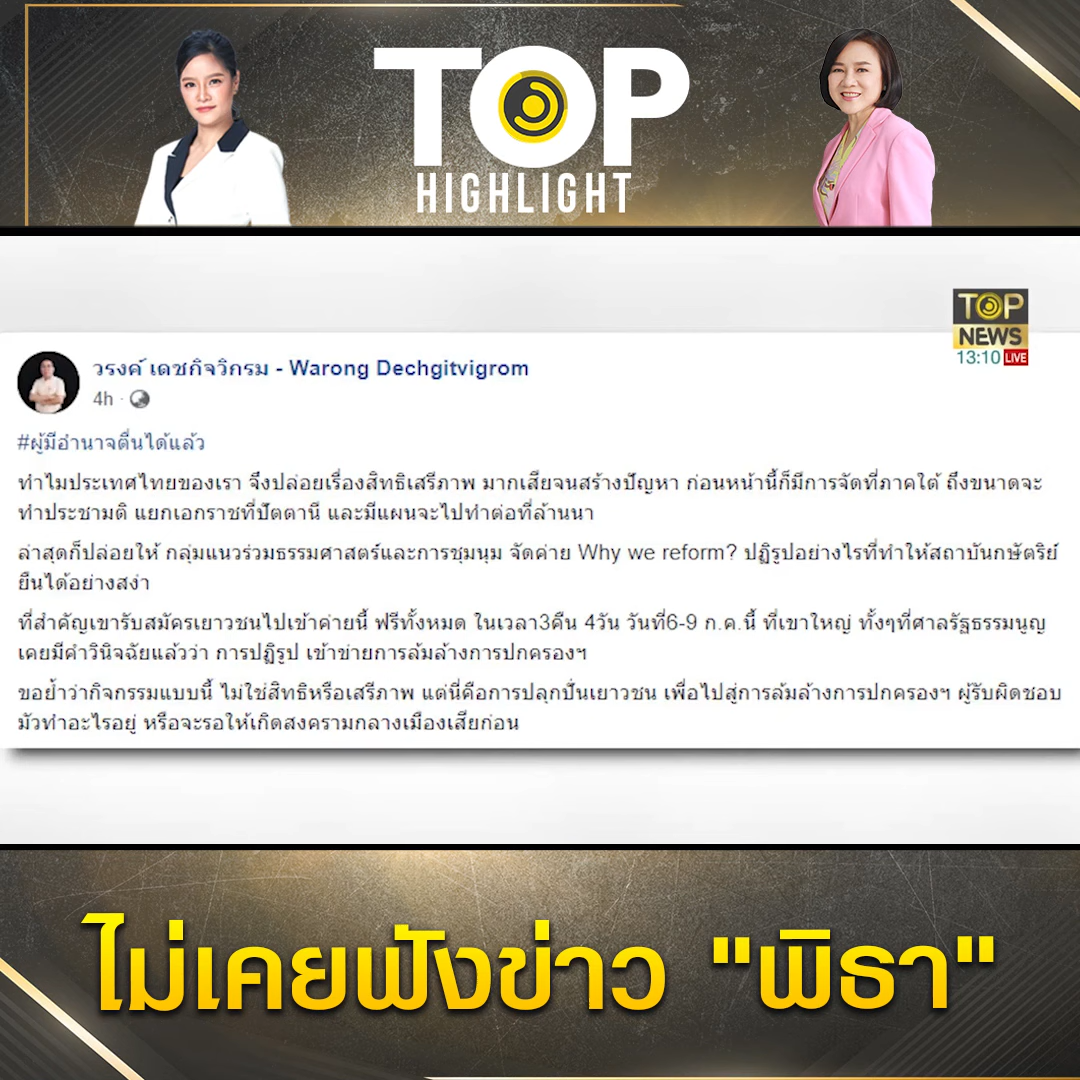 TOP
HIGHLIGHT
TOP
NEWS
13:10 LIVE
วรงค์ เดชกิจวิกรม - Warong Dechgitvigrom
4h ·
#ผู้มีอำนาจตื่นได้แล้ว
ทำไมประเทศไทยของเรา จึงปล่อยเรื่องสิทธิเสรีภาพ มากเสียจนสร้างปัญหา ก่อนหน้านี้ก็มีการจัดที่ภาคใต้ ถึงขนาดจะ
ทำประชามติ แยกเอกราชที่ปัตตานี และมีแผนจะไปทำต่อที่ล้านนา
ล่าสุดก็ปล่อยให้ กลุ่มแนวร่วมธรรมศาสตร์และการชุมนุม จัดค่าย Why we reform? ปฏิรูปอย่างไรที่ทำให้สถาบันกษัตริย์
ยืนได้อย่างสง่า
ที่สำคัญเขารับสมัครเยาวชนไปเข้าค่ายนี้ ฟรีทั้งหมด ในเวลา3คืน 4วัน วันที่6-9 ก.ค.นี้ ที่เขาใหญ่ ทั้งๆที่ศาลรัฐธรรมนูญ
เคยมีคำวินิจฉัยแล้วว่า การปฏิรูป เข้าข่ายการล้มล้างการปกครองฯ
ขอย้ำว่ากิจกรรมแบบนี้ ไม่ใช่สิทธิหรือเสรีภาพ แต่นี่คือการปลุกปั่นเยาวชน เพื่อไปสู่การล้มล้างการปกครองฯ ผู้รับผิดชอบ
มัวทำอะไรอยู่ หรือจะรอให้เกิดสงครามกลางเมืองเสียก่อน
ไม่เคยฟังข่าว "พิธา"